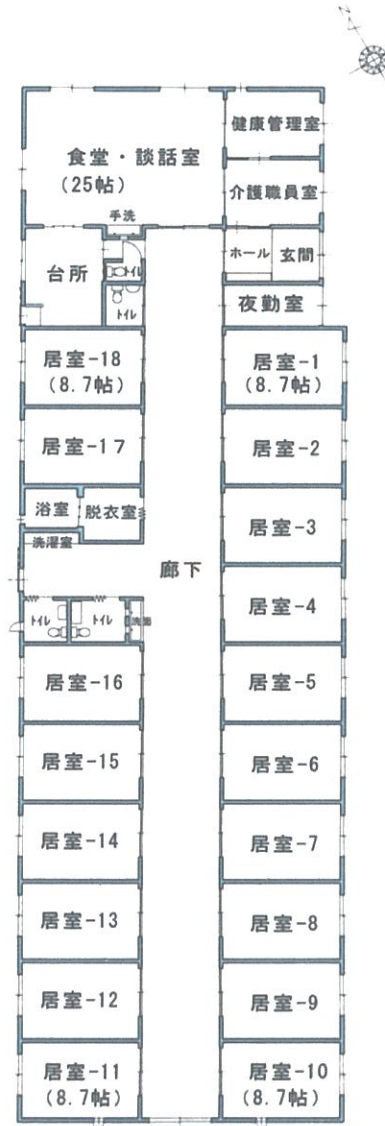 健康管理室
食堂・談話室
(25帖)
介護職員室
手洗
ホール
玄関
台所
トイレ
トイレ
夜勤室
居室-18
(8.7帖)
居室-1
(8.7帖)
居室-17
居室-2
浴室
脱衣室
居室-3
洗濯室
廊下
居室-4
トイレ
トイレ
洗面
居室-16
居室-5
居室-15
居室-6
居室-14
居室-7
居室-13
居室-8
居室-12
居室-9
居室-11
(8.7帖)
居室-10
(8.7帖)